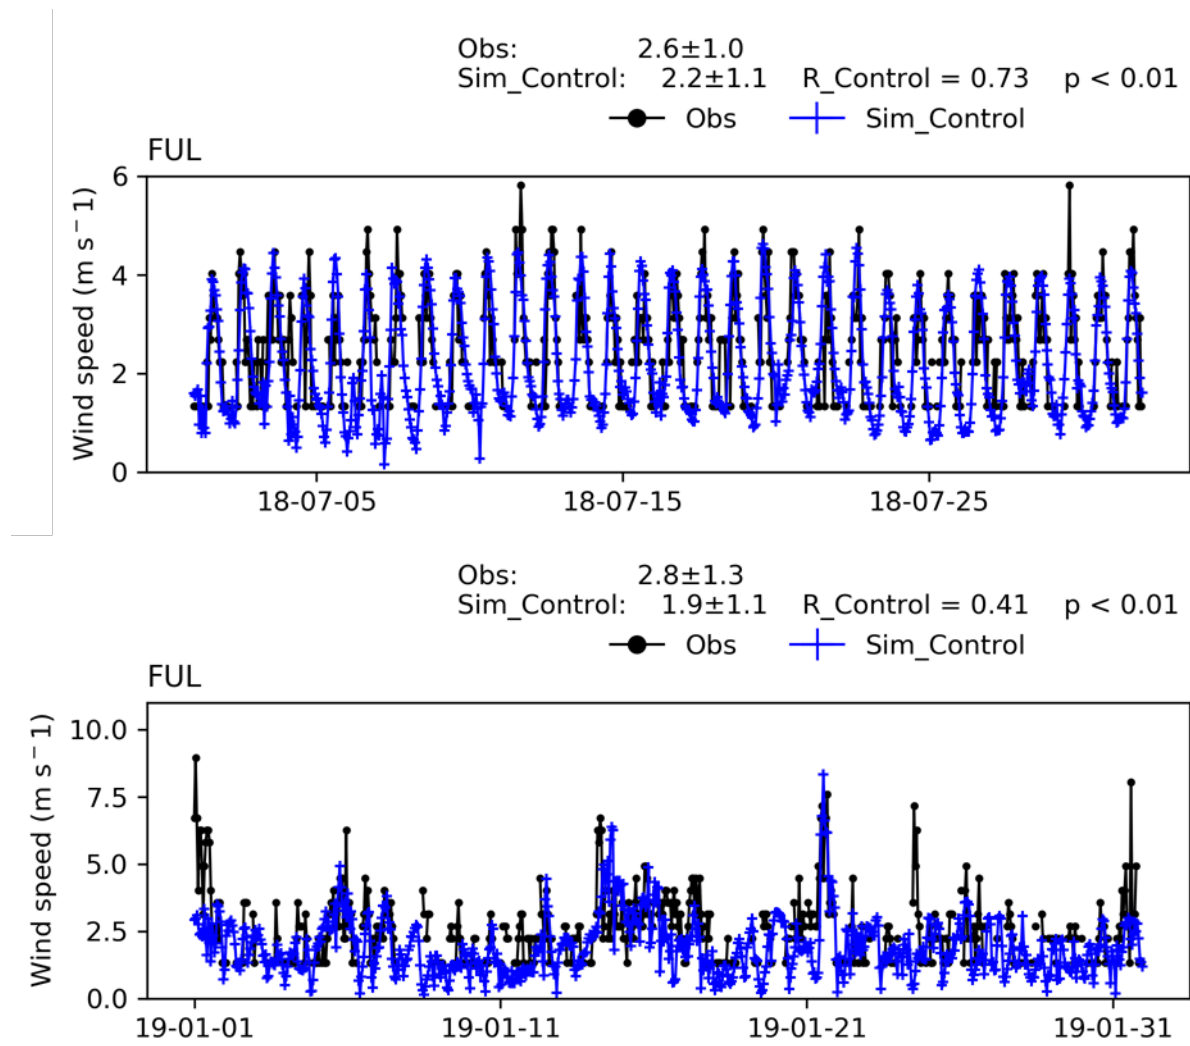 Obs: 2.6±1.0
Sim_Control: 2.2±1.1 R_Control = 0.73 p < 0.01
Obs Sim_Control
FUL
Wind speed (m s⁻ 1)
6
4
2
0
18-07-05 18-07-15 18-07-25
Obs: 2.8±1.3
Sim_Control: 1.9±1.1 R_Control = 0.41 p < 0.01
Obs Sim_Control
FUL
Wind speed (m s⁻ 1)
10.0
7.5
5.0
2.5
0.0
19-01-01 19-01-11 19-01-21 19-01-31